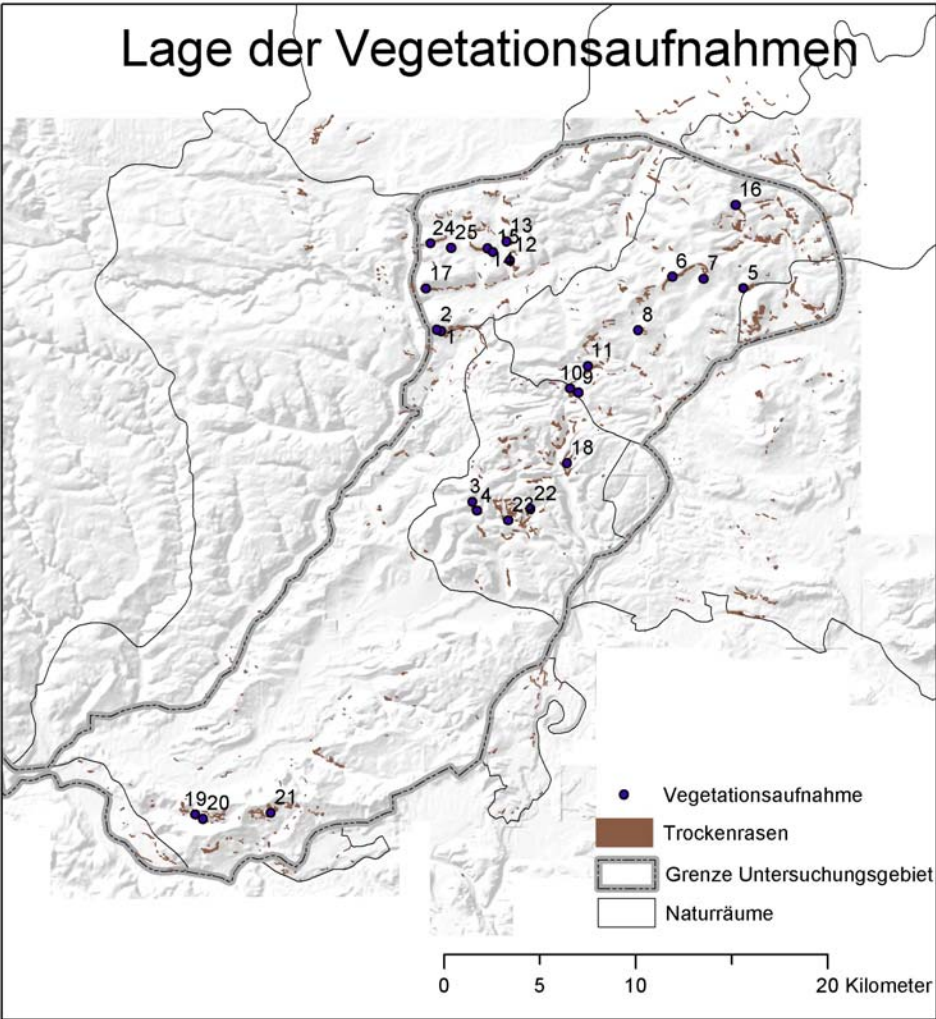 Lage der Vegetationsaufnahmen
16
24 25 15 13
14 12
17
6 7 5
2
1
8
11
10 9
18
3
4 23 22
19 20 21
Vegetationsaufnahme
Trockenrasen
Grenze Untersuchungsgebiet
Naturräume
0 5 10 20 Kilometer